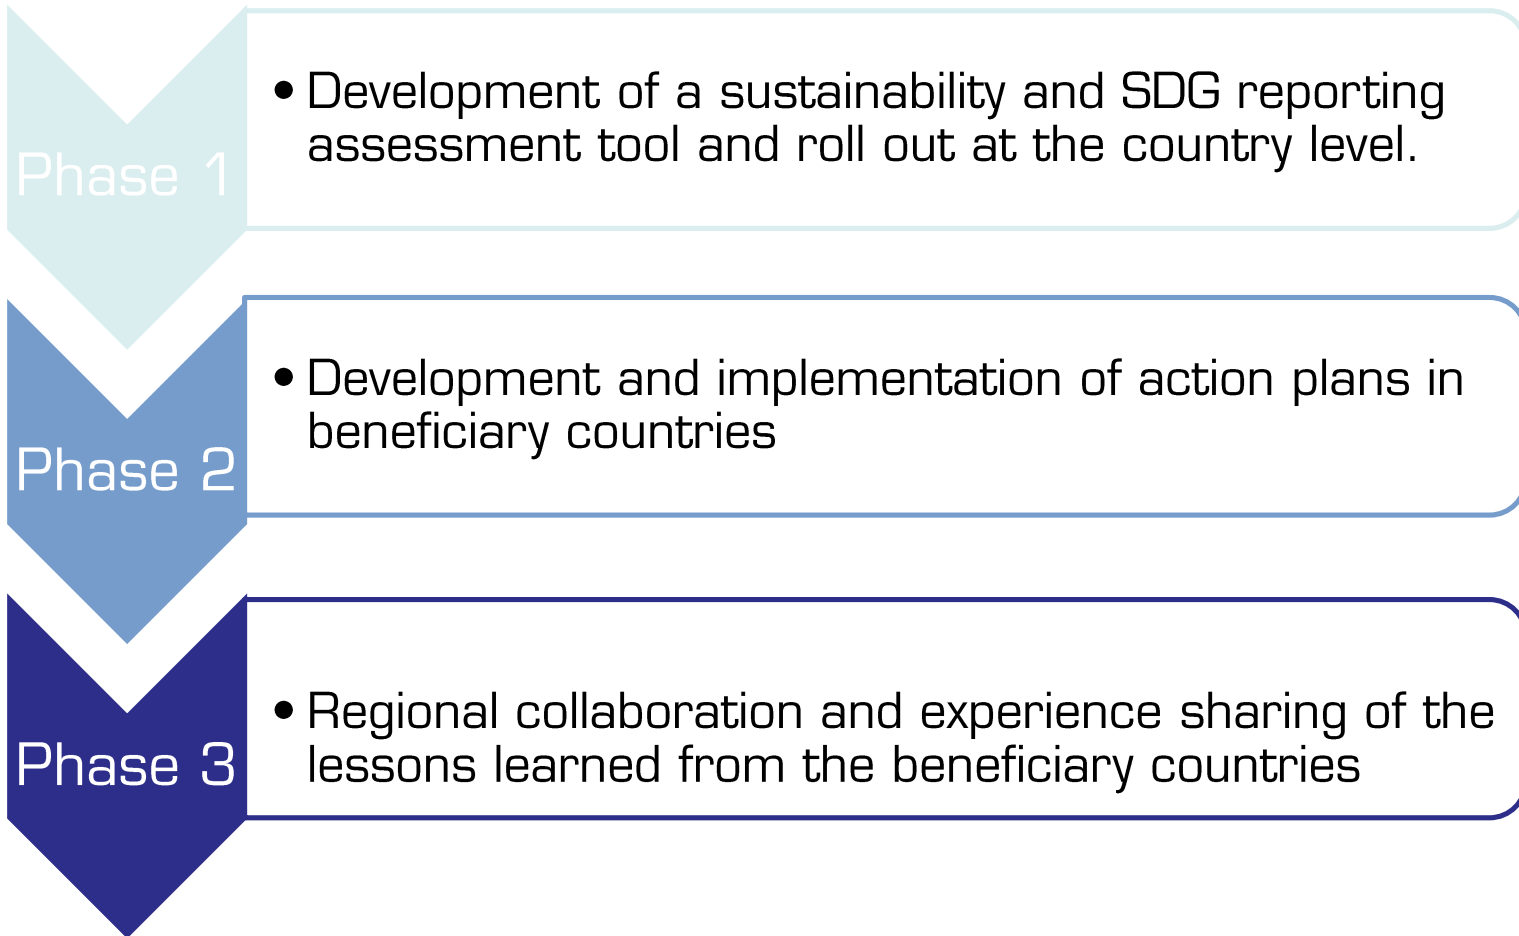 Phase 1
• Development of a sustainability and SDG reporting
assessment tool and roll out at the country level.
Phase 2
• Development and implementation of action plans in
beneficiary countries
Phase 3
• Regional collaboration and experience sharing of the
lessons learned from the beneficiary countries